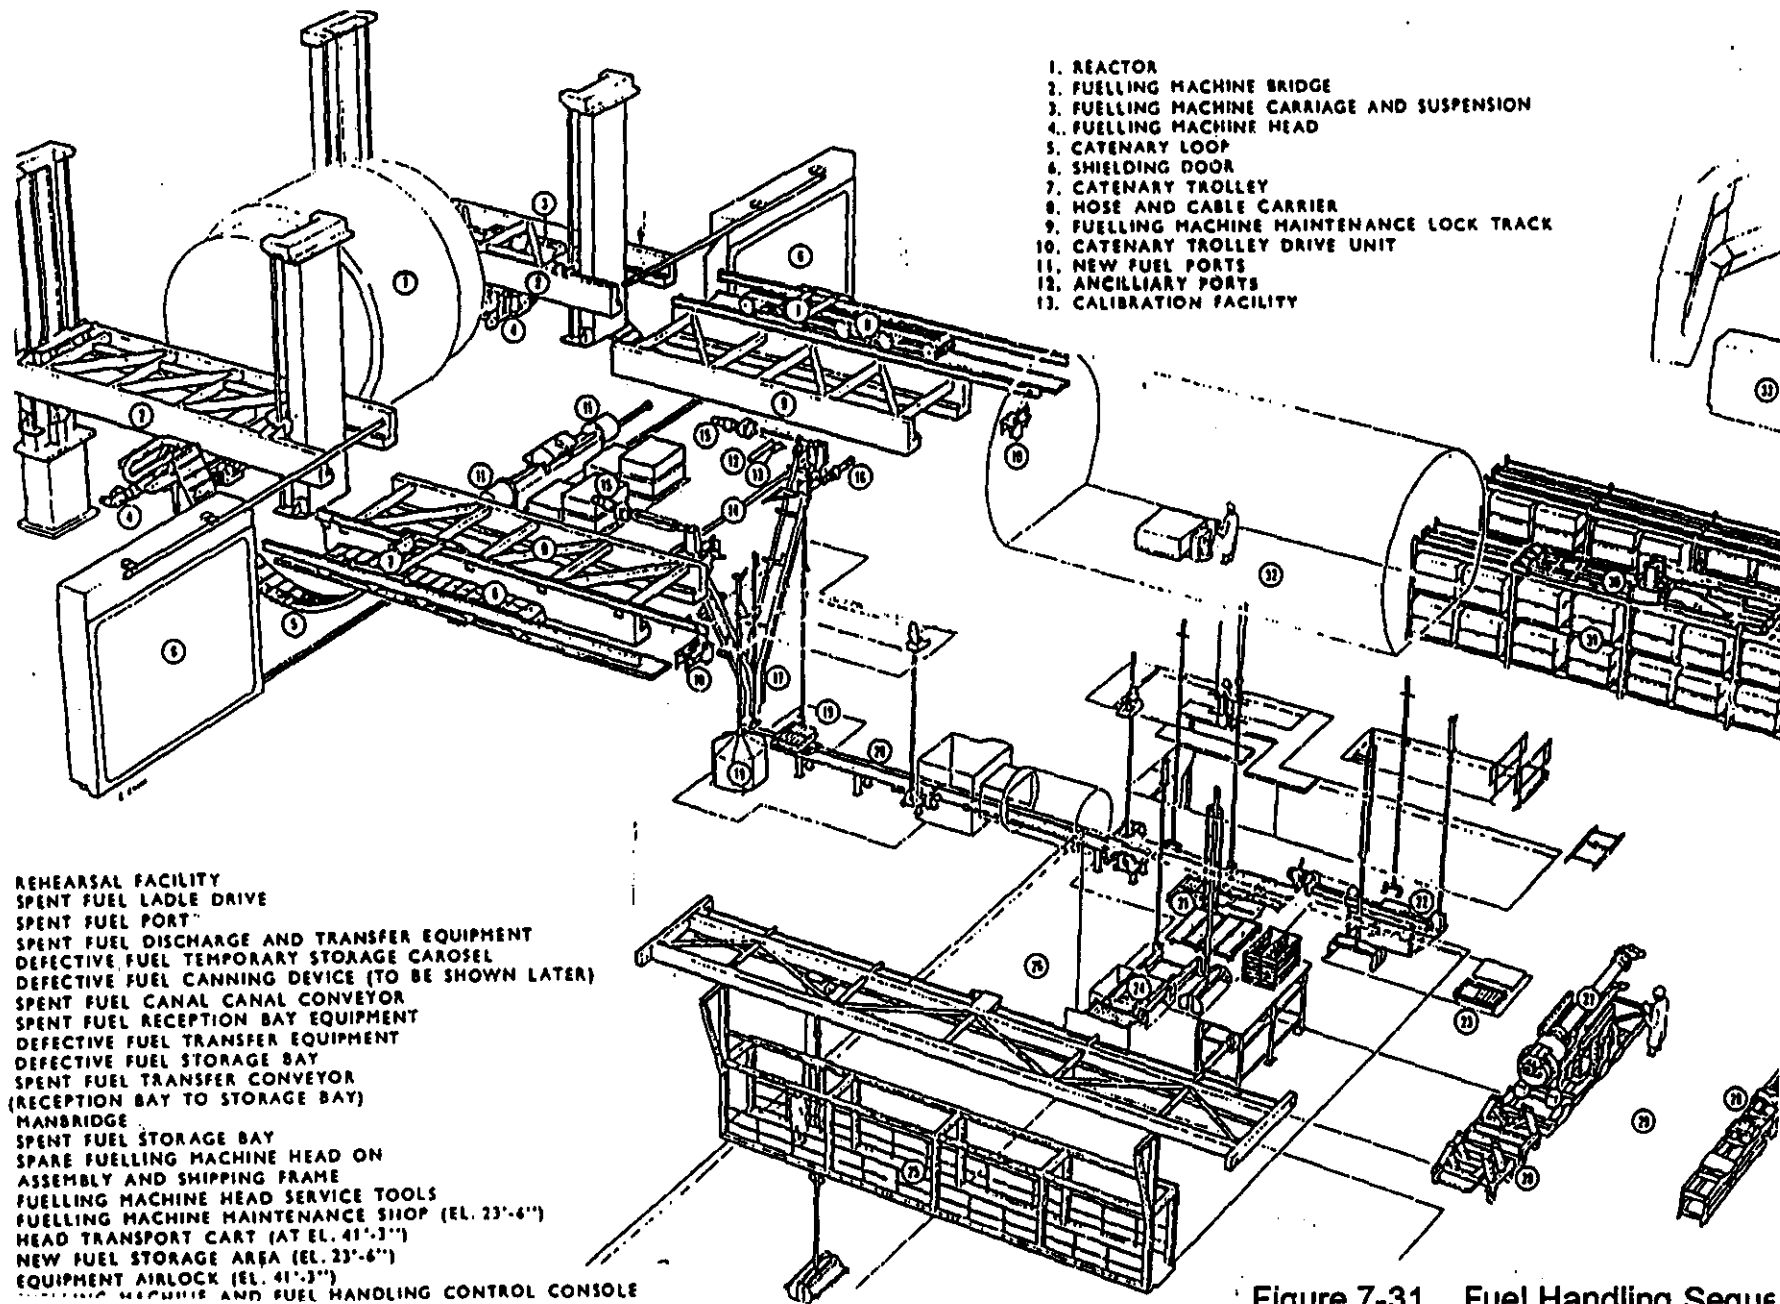 1. REACTOR
2. FUELLING MACHINE BRIDGE
3. FUELLING MACHINE CARRIAGE AND SUSPENSION
4. FUELLING MACHINE HEAD
5. CATENARY LOOP
6. SHIELDING DOOR
7. CATENARY TROLLEY
8. HOSE AND CABLE CARRIER
9. FUELLING MACHINE MAINTENANCE LOCK TRACK
10. CATENARY TROLLEY DRIVE UNIT
11. NEW FUEL PORTS
12. ANCILLIARY PORTS
13. CALIBRATION FACILITY
REHEARSAL FACILITY
SPENT FUEL LADLE DRIVE
SPENT FUEL PORT
SPENT FUEL DISCHARGE AND TRANSFER EQUIPMENT
DEFECTIVE FUEL TEMPORARY STORAGE CAROSEL
DEFECTIVE FUEL CANNING DEVICE (TO BE SHOWN LATER)
SPENT FUEL CANAL CANAL CONVEYOR
SPENT FUEL RECEPTION BAY EQUIPMENT
DEFECTIVE FUEL TRANSFER EQUIPMENT
DEFECTIVE FUEL STORAGE BAY
SPENT FUEL TRANSFER CONVEYOR
(RECEPTION BAY TO STORAGE BAY)
MANBRIDGE
SPENT FUEL STORAGE BAY
SPARE FUELLING MACHINE HEAD ON
ASSEMBLY AND SHIPPING FRAME
FUELLING MACHINE HEAD SERVICE TOOLS
FUELLING MACHINE MAINTENANCE SHOP (EL. 23'-6")
HEAD TRANSPORT CART (AT EL. 41'-3")
NEW FUEL STORAGE AREA (EL. 23'-6")
EQUIPMENT AIRLOCK (EL. 41'-3")
MACHINE AND FUEL HANDLING CONTROL CONSOLE
Figure 7-31 Fuel Handling Seque